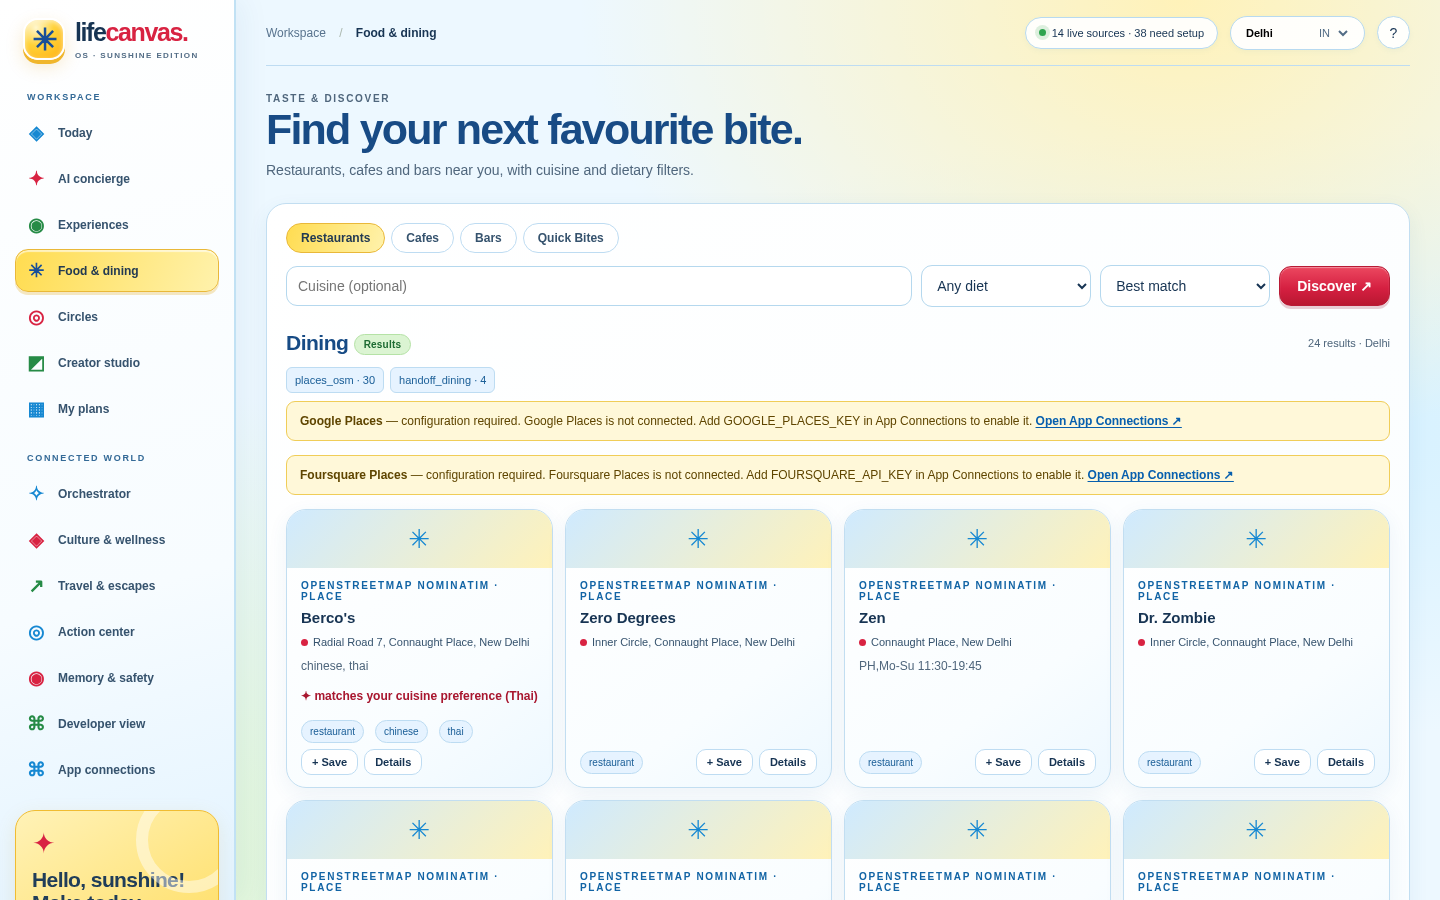 lifecanvas.
OS · SUNSHINE EDITION
WORKSPACE
Today
AI concierge
Experiences
Food & dining
Circles
Creator studio
My plans
CONNECTED WORLD
Orchestrator
Culture & wellness
Travel & escapes
Action center
Memory & safety
Developer view
App connections
Hello, sunshine!
Make today
Workspace / Food & dining
14 live sources · 38 need setup
Delhi IN
?
TASTE & DISCOVER
Find your next favourite bite.
Restaurants, cafes and bars near you, with cuisine and dietary filters.
Restaurants Cafes Bars Quick Bites
Cuisine (optional) Any diet Best match Discover ↗
Dining Results 24 results · Delhi
places_osm · 30 handoff_dining · 4
Google Places — configuration required. Google Places is not connected. Add GOOGLE_PLACES_KEY in App Connections to enable it. Open App Connections ↗
Foursquare Places — configuration required. Foursquare Places is not connected. Add FOURSQUARE_API_KEY in App Connections to enable it. Open App Connections ↗
OPENSTREETMAP NOMINATIM ·
PLACE
Berco's
Radial Road 7, Connaught Place, New Delhi
chinese, thai
✦ matches your cuisine preference (Thai)
restaurant chinese thai
+ Save Details
OPENSTREETMAP NOMINATIM ·
PLACE
Zero Degrees
Inner Circle, Connaught Place, New Delhi
restaurant + Save Details
OPENSTREETMAP NOMINATIM ·
PLACE
Zen
Connaught Place, New Delhi
PH,Mo-Su 11:30-19:45
restaurant + Save Details
OPENSTREETMAP NOMINATIM ·
PLACE
Dr. Zombie
Inner Circle, Connaught Place, New Delhi
restaurant + Save Details
OPENSTREETMAP NOMINATIM ·
PLACE
OPENSTREETMAP NOMINATIM ·
PLACE
OPENSTREETMAP NOMINATIM ·
PLACE
OPENSTREETMAP NOMINATIM ·
PLACE